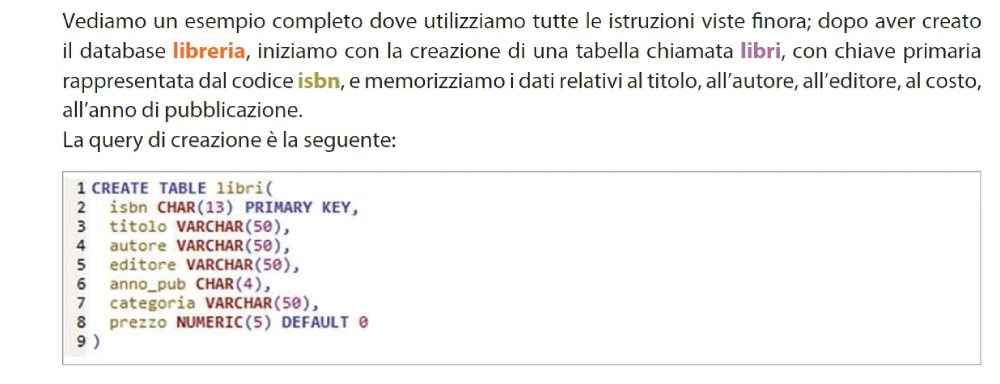 Vediamo un esempio completo dove utilizziamo tutte le istruzioni viste finora; dopo aver creato
il database libreria, iniziamo con la creazione di una tabella chiamata libri, con chiave primaria
rappresentata dal codice isbn, e memorizziamo i dati relativi al titolo, all’autore, all’editore, al costo,
all’anno di pubblicazione.
La query di creazione è la seguente:
1 CREATE TABLE libri(
2 isbn CHAR(13) PRIMARY KEY,
3 titolo VARCHAR(50),
4 autore VARCHAR(50),
5 editore VARCHAR(50),
6 anno_pub CHAR(4),
7 categoria VARCHAR(50),
8 prezzo NUMERIC(5) DEFAULT 0
9 )